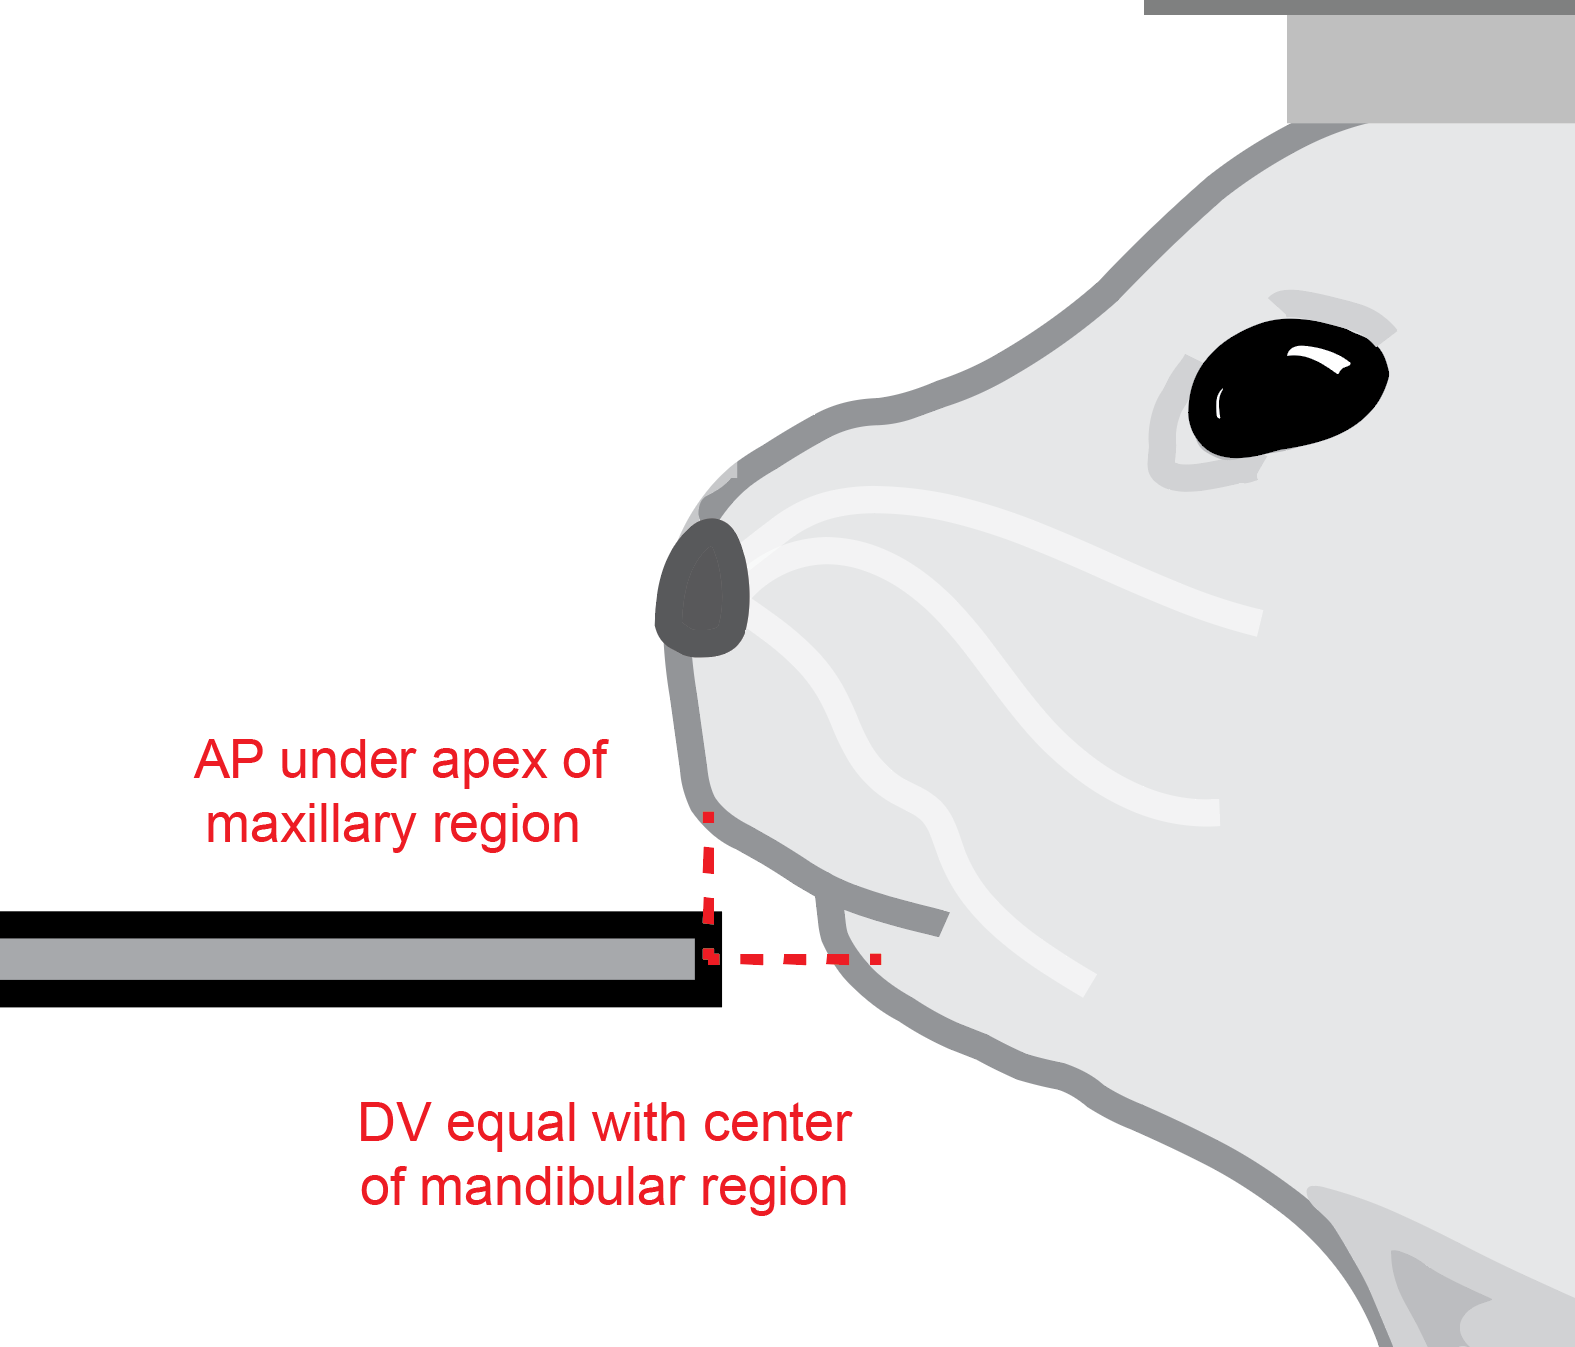 AP under apex of
maxillary region
DV equal with center
of mandibular region